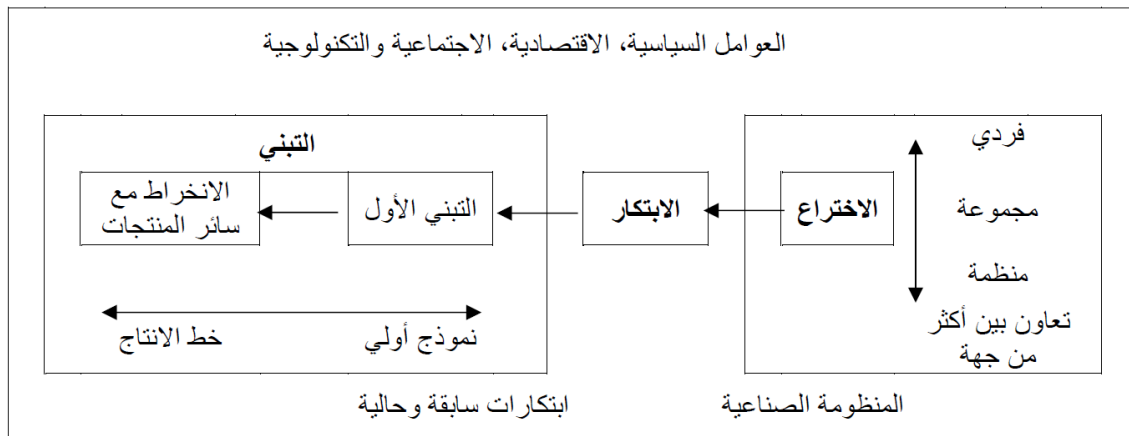 العوامل السياسية، الاقتصادية، الاجتماعية والتكنولوجية
فردي
مجموعة
منظمة
تعاون بين أكثر
من جهة
الاختراع
الابتكار
التبني
التبني الأول
الانخراط مع
سائر المنتجات
نموذج أولي
خط الانتاج
المنظومة الصناعية
ابتكارات سابقة وحالية